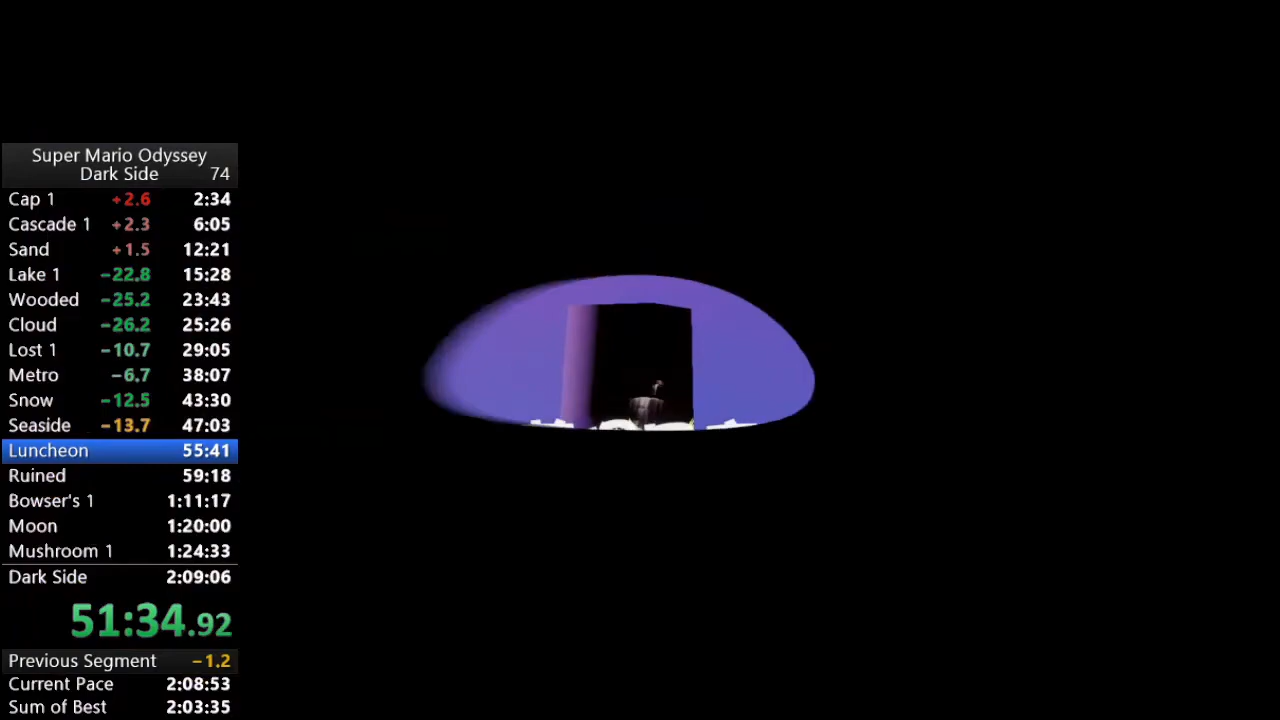 Super Mario Odyssey
Dark Side 74
Cap 1 +2.6 2:34
Cascade 1 +2.3 6:05
Sand +1.5 12:21
Lake 1 −22.8 15:28
Wooded −25.2 23:43
Cloud −26.2 25:26
Lost 1 −10.7 29:05
Metro −6.7 38:07
Snow −12.5 43:30
Seaside −13.7 47:03
Luncheon 55:41
Ruined 59:18
Bowser's 1 1:11:17
Moon 1:20:00
Mushroom 1 1:24:33
Dark Side 2:09:06
51:34.92
Previous Segment −1.2
Current Pace 2:08:53
Sum of Best 2:03:35